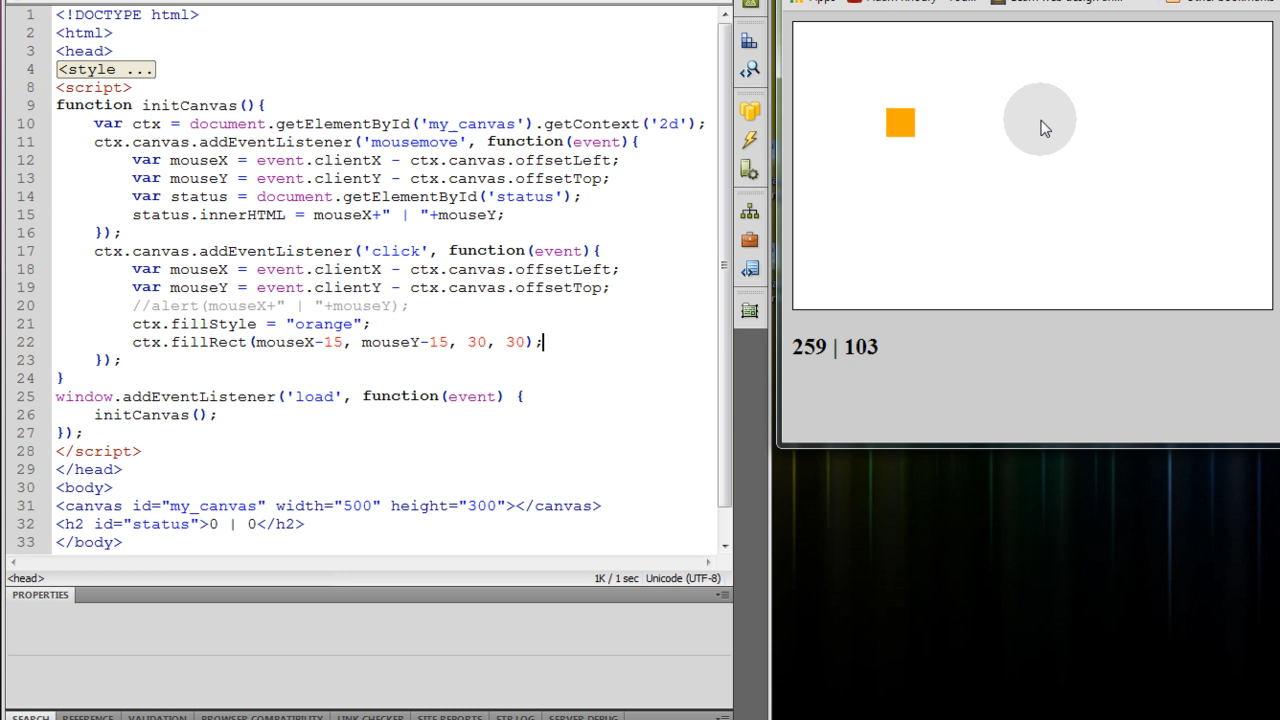 1 <!DOCTYPE html>
2 <html>
3 <head>
4 <style ...
8 <script>
9 function initCanvas(){
10 var ctx = document.getElementById('my_canvas').getContext('2d');
11 ctx.canvas.addEventListener('mousemove', function(event){
12 var mouseX = event.clientX - ctx.canvas.offsetLeft;
13 var mouseY = event.clientY - ctx.canvas.offsetTop;
14 var status = document.getElementById('status');
15 status.innerHTML = mouseX+" | "+mouseY;
16 });
17 ctx.canvas.addEventListener('click', function(event){
18 var mouseX = event.clientX - ctx.canvas.offsetLeft;
19 var mouseY = event.clientY - ctx.canvas.offsetTop;
20 //alert(mouseX+" | "+mouseY);
21 ctx.fillStyle = "orange";
22 ctx.fillRect(mouseX-15, mouseY-15, 30, 30);
23 });
24 }
25 window.addEventListener('load', function(event) {
26 initCanvas();
27 });
28 </script>
29 </head>
30 <body>
31 <canvas id="my_canvas" width="500" height="300"></canvas>
32 <h2 id="status">0 | 0</h2>
33 </body>
<head>
1K / 1 sec Unicode (UTF-8)
PROPERTIES
SEARCH REFERENCE VALIDATION BROWSER COMPATIBILITY LINK CHECKER SITE REPORTS FTP LOG SERVER DEBUG
259 | 103